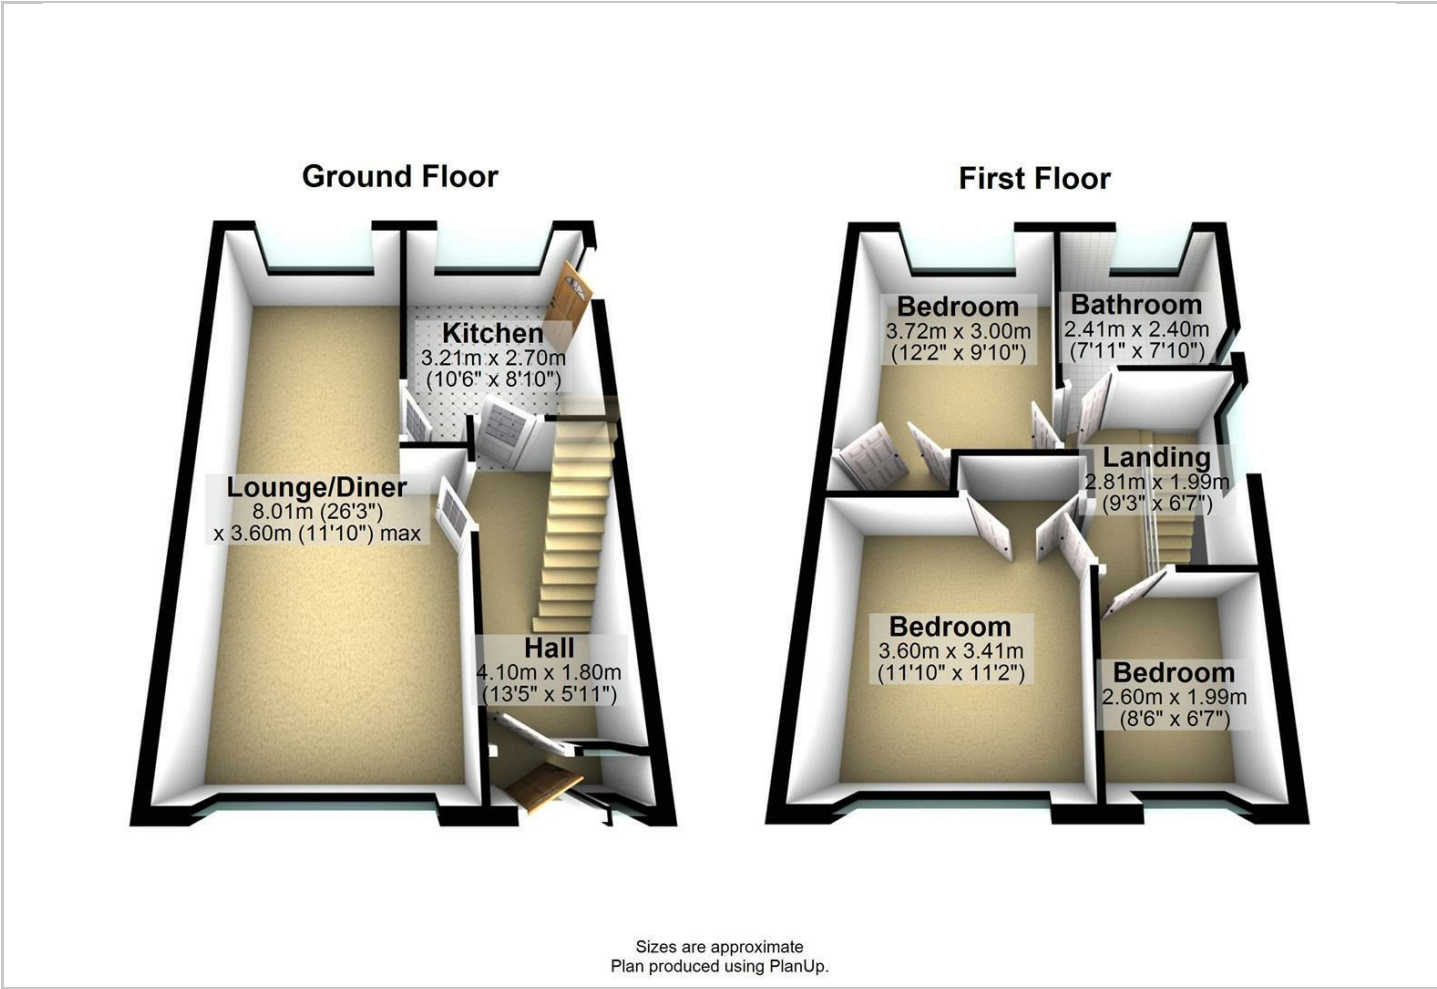 Ground Floor
Kitchen
3.21m x 2.70m
(10'6" x 8'10")
Lounge/Diner
8.01m (26'3")
x 3.60m (11'10") max
Hall
4.10m x 1.80m
(13'5" x 5'11")
First Floor
Bedroom
3.72m x 3.00m
(12'2" x 9'10")
Bathroom
2.41m x 2.40m
(7'11" x 7'10")
Landing
2.81m x 1.99m
(9'3" x 6'7")
Bedroom
3.60m x 3.41m
(11'10" x 11'2")
Bedroom
2.60m x 1.99m
(8'6" x 6'7")
Sizes are approximate
Plan produced using PlanUp.